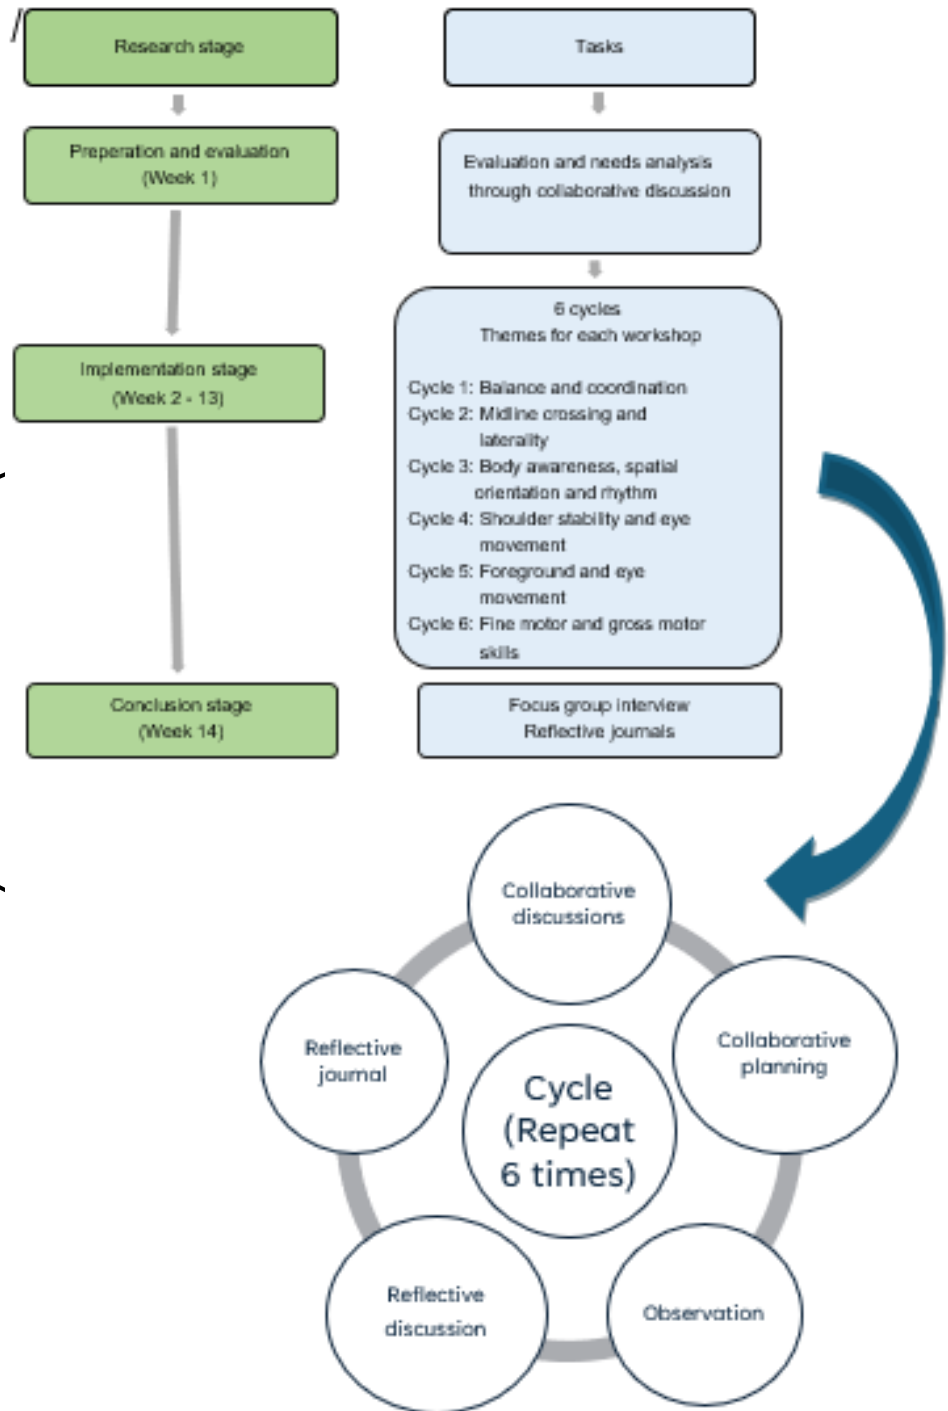 /
Research stage
Tasks
Preperation and evaluation
(Week 1)
Evaluation and needs analysis
through collaborative discussion
Implementation stage
(Week 2 - 13)
6 cycles
Themes for each workshop
Cycle 1: Balance and coordination
Cycle 2: Midline crossing and
laterality
Cycle 3: Body awareness, spatial
orientation and rhythm
Cycle 4: Shoulder stability and eye
movement
Cycle 5: Foreground and eye
movement
Cycle 6: Fine motor and gross motor
skills
Conclusion stage
(Week 14)
Focus group interview
Reflective journals
Collaborative
discussions
Collaborative
planning
Observation
Reflective
discussion
Reflective
journal
Cycle
(Repeat
6 times)